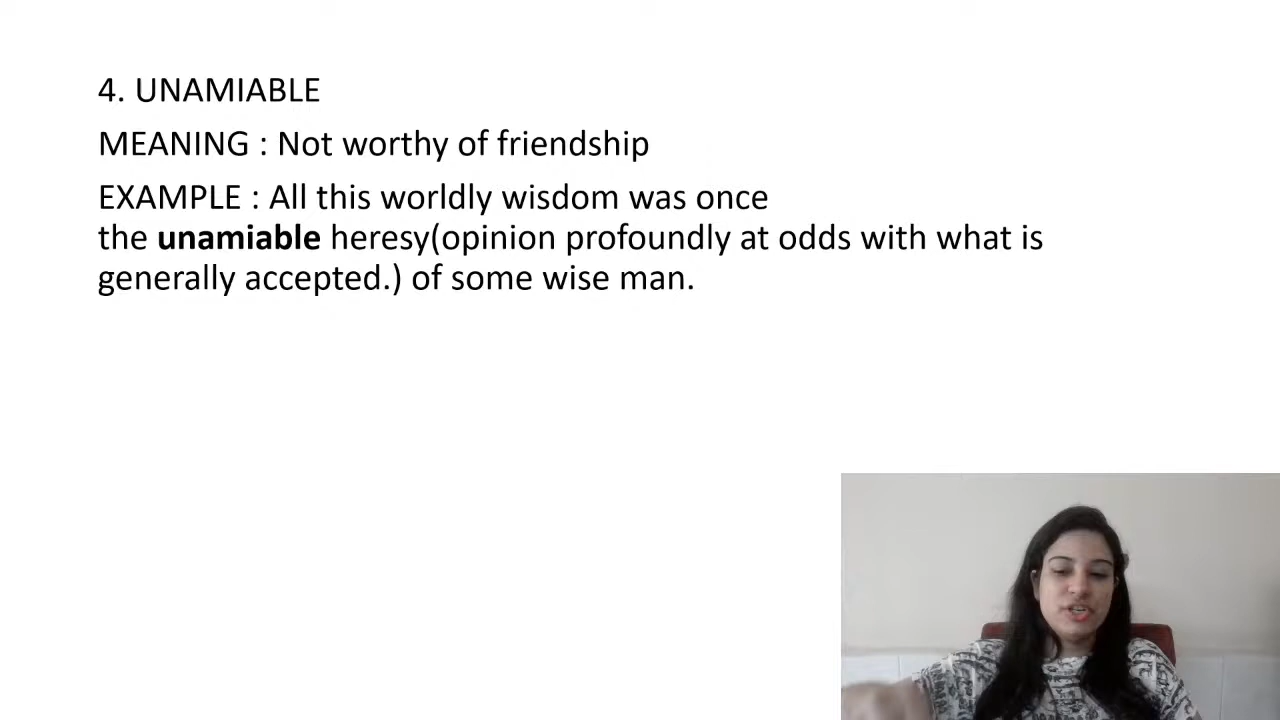 4. UNAMIABLE
MEANING : Not worthy of friendship
EXAMPLE : All this worldly wisdom was once
the unamiable heresy(opinion profoundly at odds with what is
generally accepted.) of some wise man.